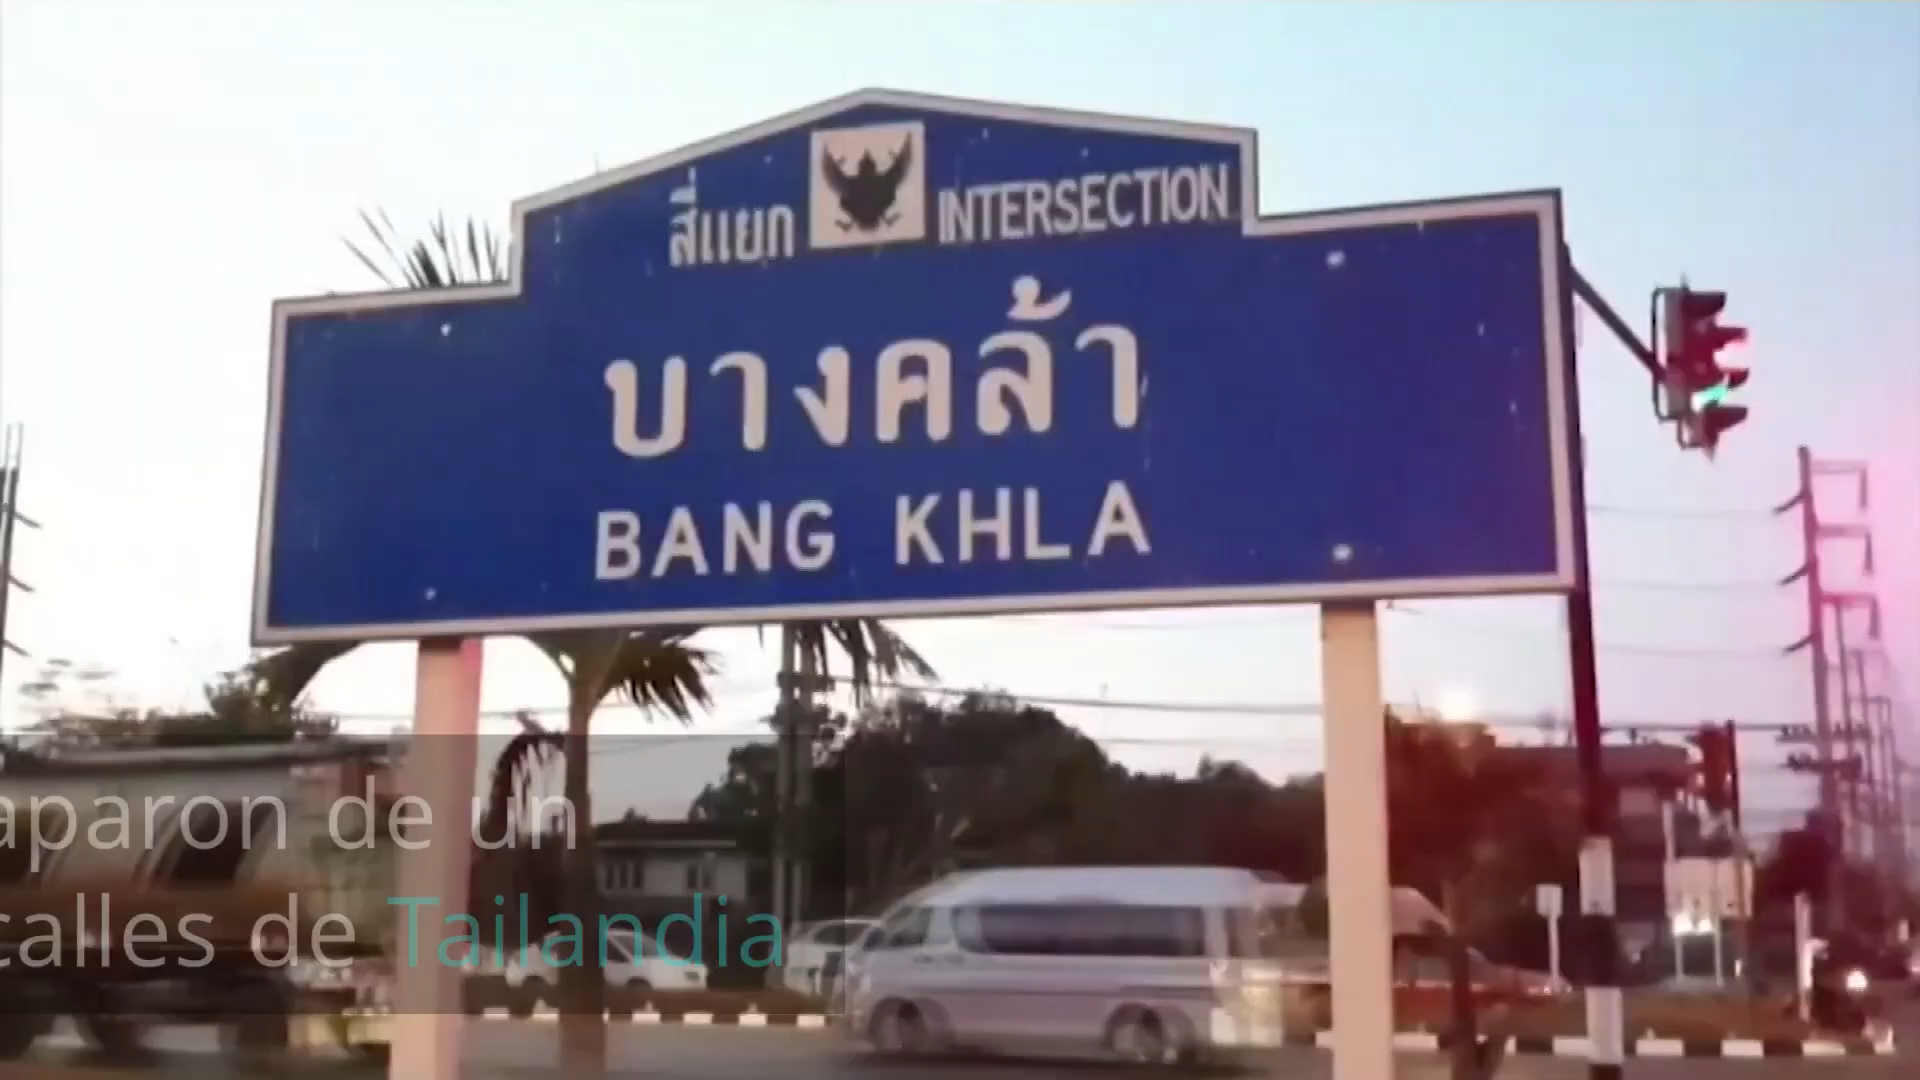 สี่แยก INTERSECTION
บางคล้า
BANG KHLA
aparon de un
calles de Tailandia